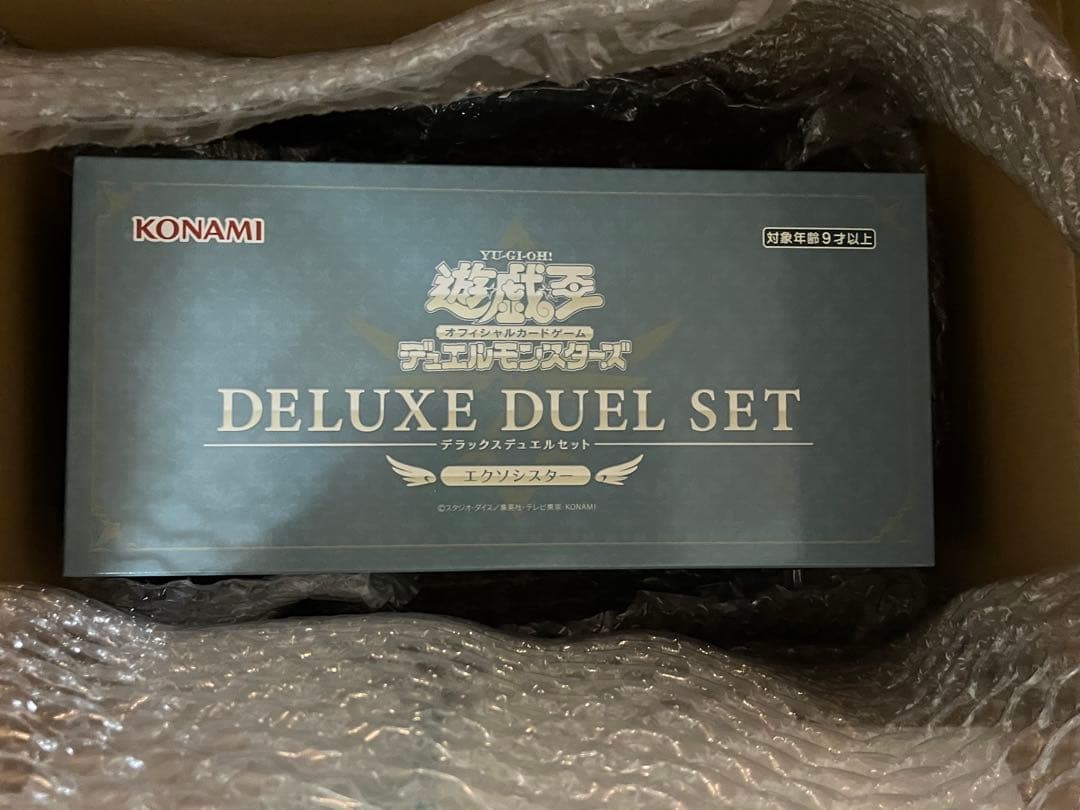 KONAMI
対象年齢9才以上
YU-GI-OH!
遊戯王
オフィシャルカードゲーム
デュエルモンスターズ
DELUXE DUEL SET
デラックスデュエルセット
エクソシスター
©スタジオ・ダイス/集英社・テレビ東京・KONAMI